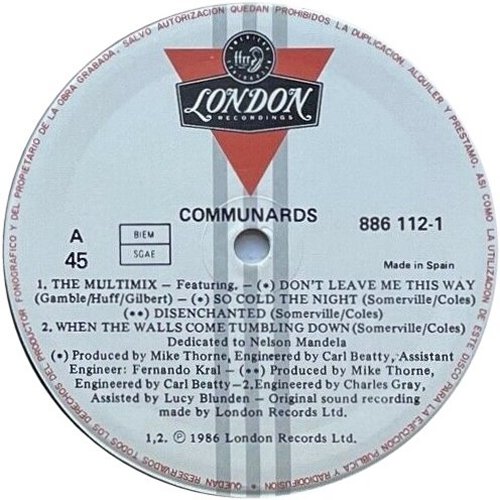 SALVO AUTORIZACION QUEDAN PROHIBIDOS LA DUPLICACION, ALQUILER Y PRESTAMO, ASI COMO LA UTILIZACION DE ESTE DISCO PARA LA EJECUCION PUBLICA Y RADIODIFUSION
QUEDAN RESERVADOS TODOS LOS DERECHOS DEL PRODUCTOR FONOGRAFICO Y DEL PROPIETARIO DE LA OBRA GRABADA,
AMERICAN
ffrr
RECORDINGS
LONDON
RECORDINGS
COMMUNARDS
886 112-1
A
45
BIEM
SGAE
Made in Spain
1. THE MULTIMIX – Featuring, – (•) DON'T LEAVE ME THIS WAY
(Gamble/Huff/Gilbert) – (•) SO COLD THE NIGHT (Somerville/Coles)
(••) DISENCHANTED (Somerville/Coles)
2. WHEN THE WALLS COME TUMBLING DOWN (Somerville/Coles)
Dedicated to Nelson Mandela
(•) Produced by Mike Thorne, Engineered by Carl Beatty, Assistant
Engineer: Fernando Kral – (••) Produced by Mike Thorne,
Engineered by Carl Beatty – 2. Engineered by Charles Gray,
Assisted by Lucy Blunden – Original sound recording
made by London Records Ltd.
1,2. ℗ 1986 London Records Ltd.